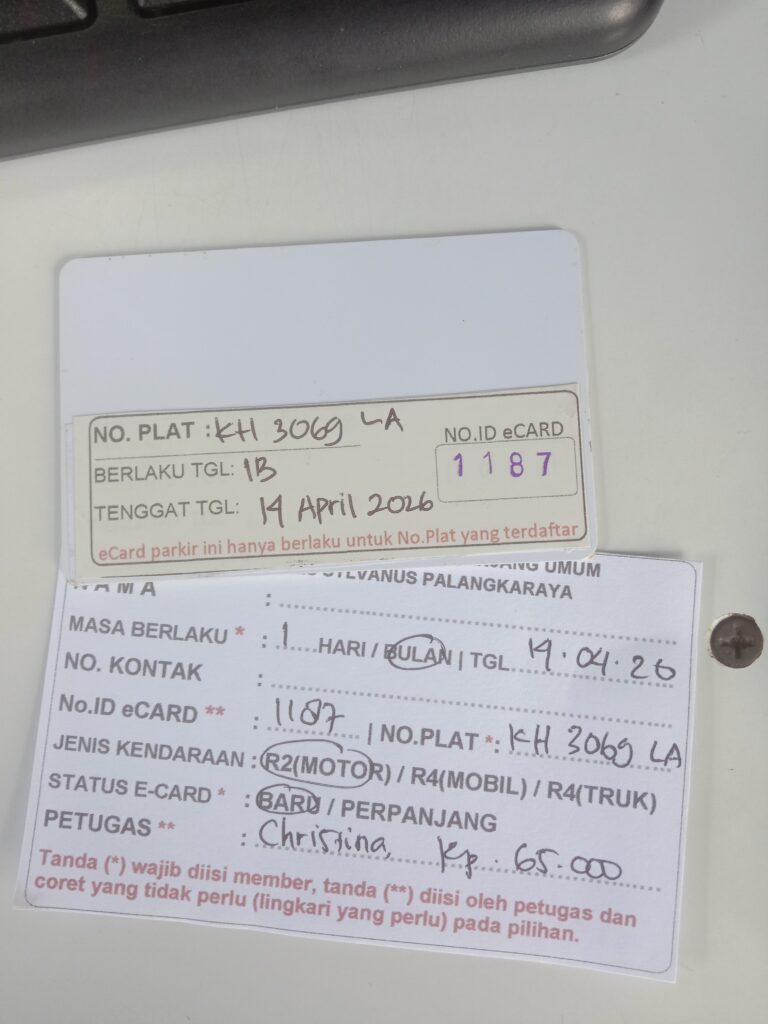 NO. PLAT : KH 3069 LA
NO.ID eCARD
BERLAKU TGL: 1B
1187
TENGGAT TGL: 14 April 2026
eCard parkir ini hanya berlaku untuk No.Plat yang terdaftar
UMUM
PALANGKARAYA
NAMA :
MASA BERLAKU * : 1 HARI / BULAN | TGL 14.04.26
NO. KONTAK :
No.ID eCARD ** : 1187 | NO.PLAT *: KH 3069 LA
JENIS KENDARAAN : R2(MOTOR) / R4(MOBIL) / R4(TRUK)
STATUS E-CARD * : BARU / PERPANJANG
PETUGAS ** : Christina, Rp. 65.000
Tanda (*) wajib diisi member, tanda (**) diisi oleh petugas dan
coret yang tidak perlu (lingkari yang perlu) pada pilihan.